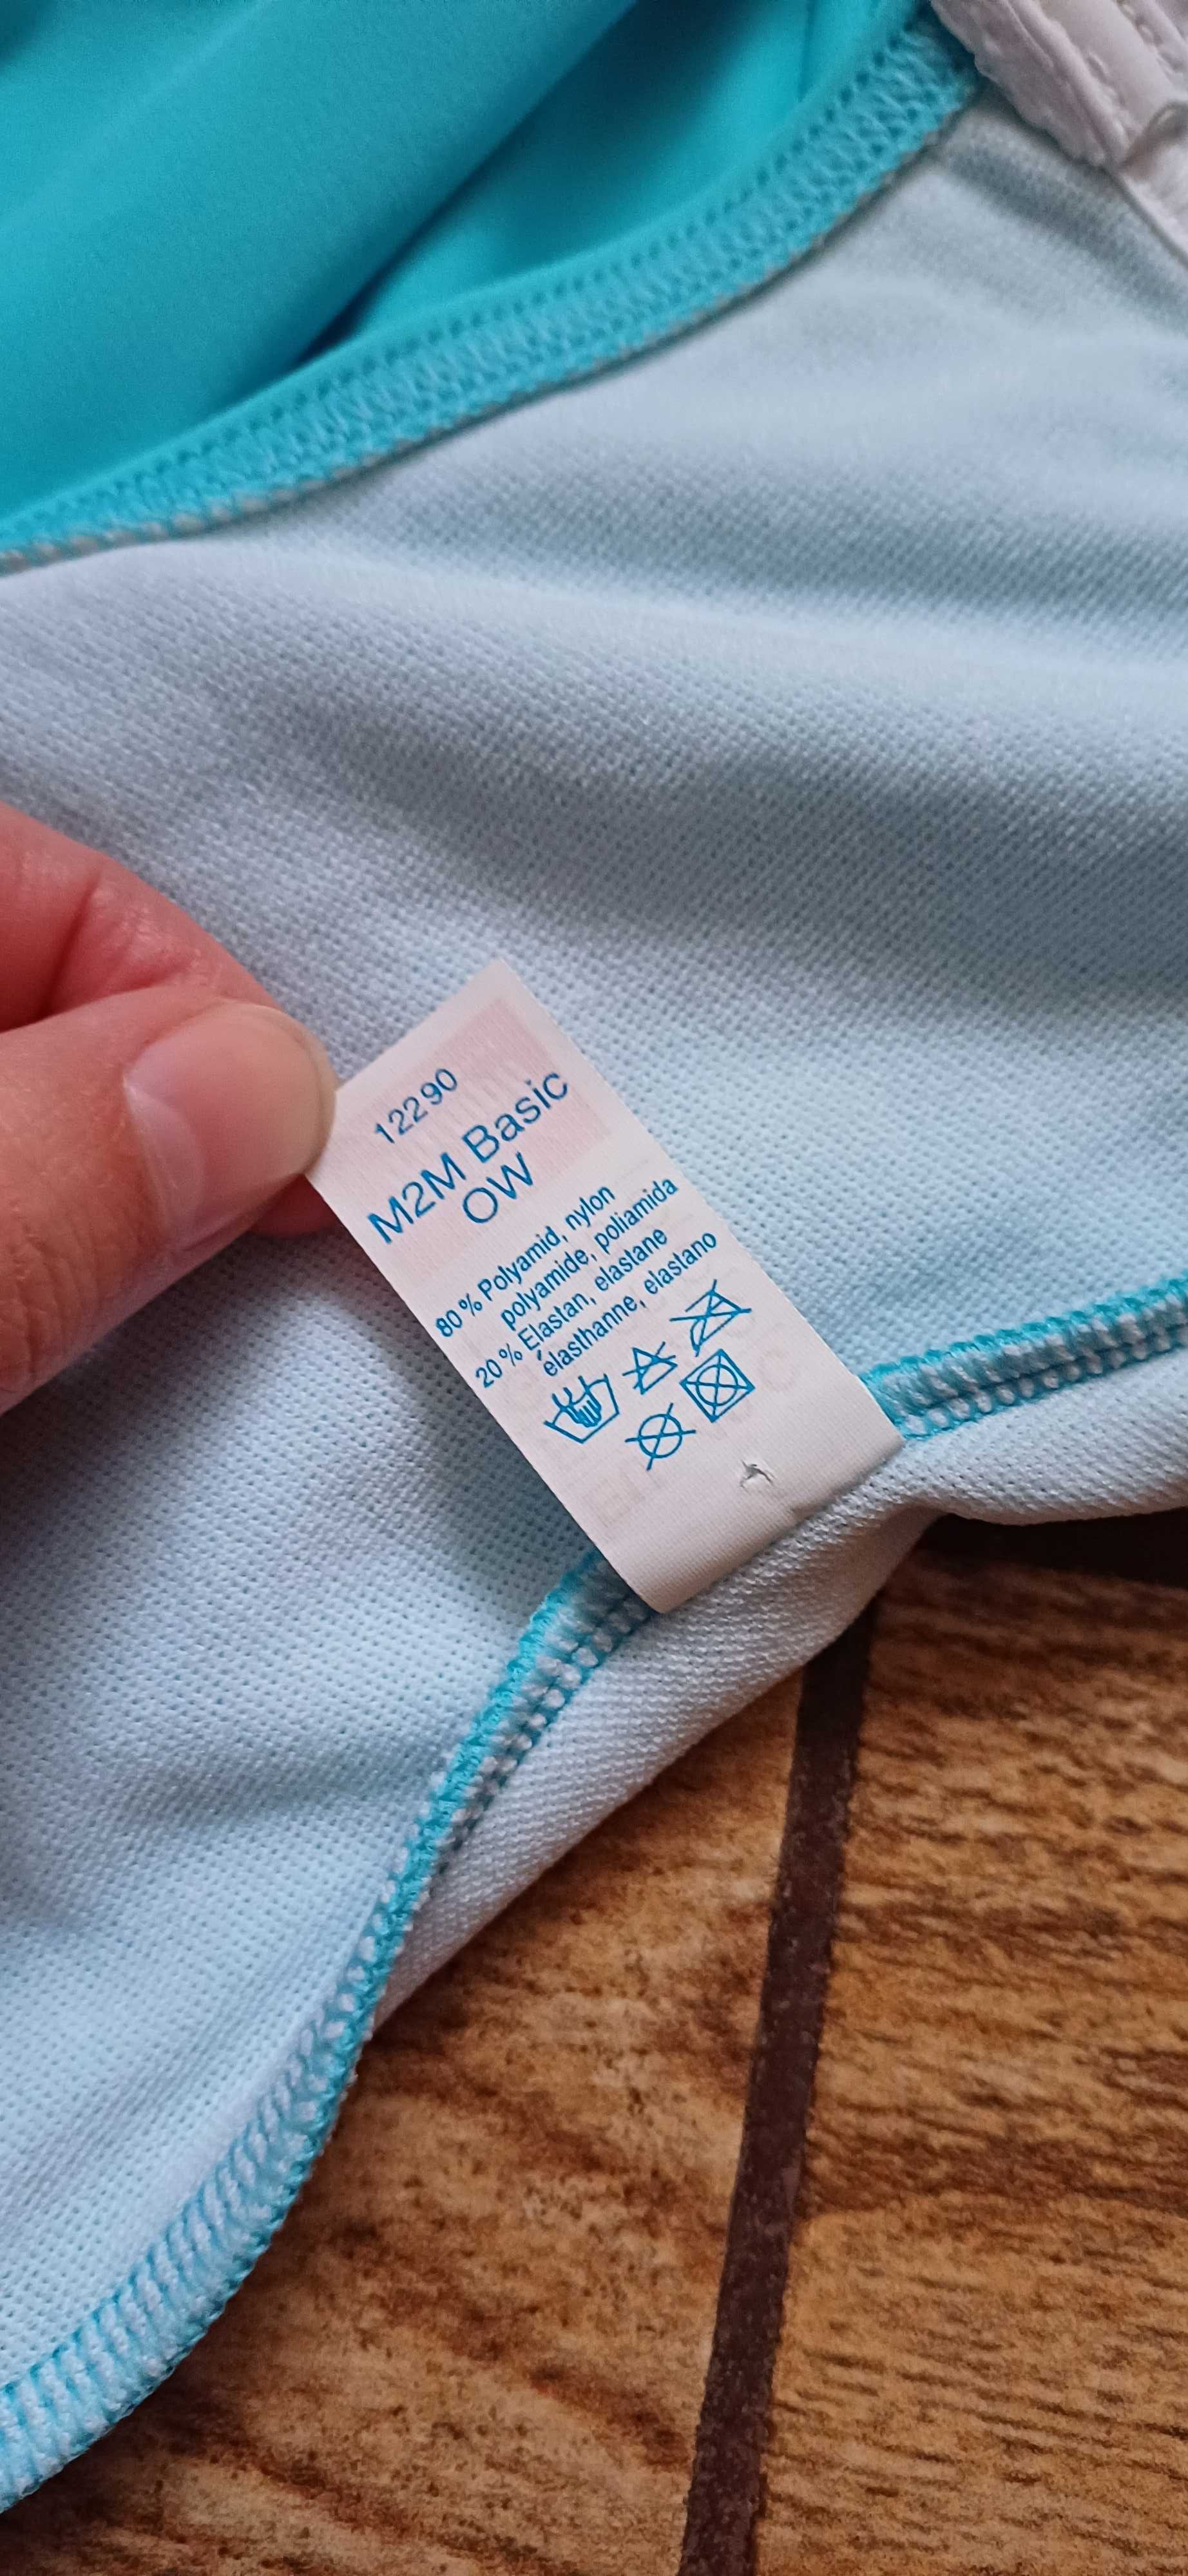 12290
M2M Basic
OW
80% Polyamid, nylon
polyamide, poliamida
20% Elastan, elastane
élasthanne, elastano